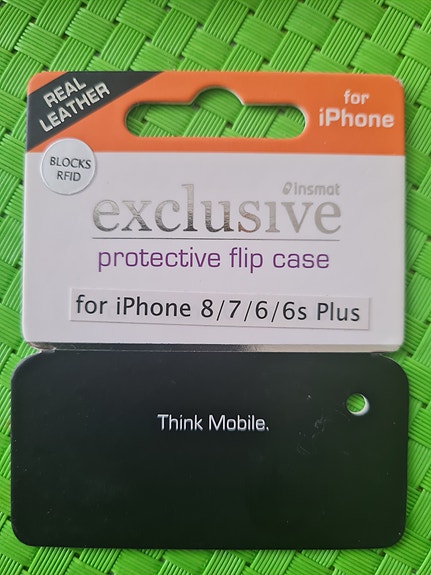 REAL
LEATHER
for
iPhone
BLOCKS
RFID
insmat
exclusive
protective flip case
for iPhone 8/7/6/6s Plus
Think Mobile.